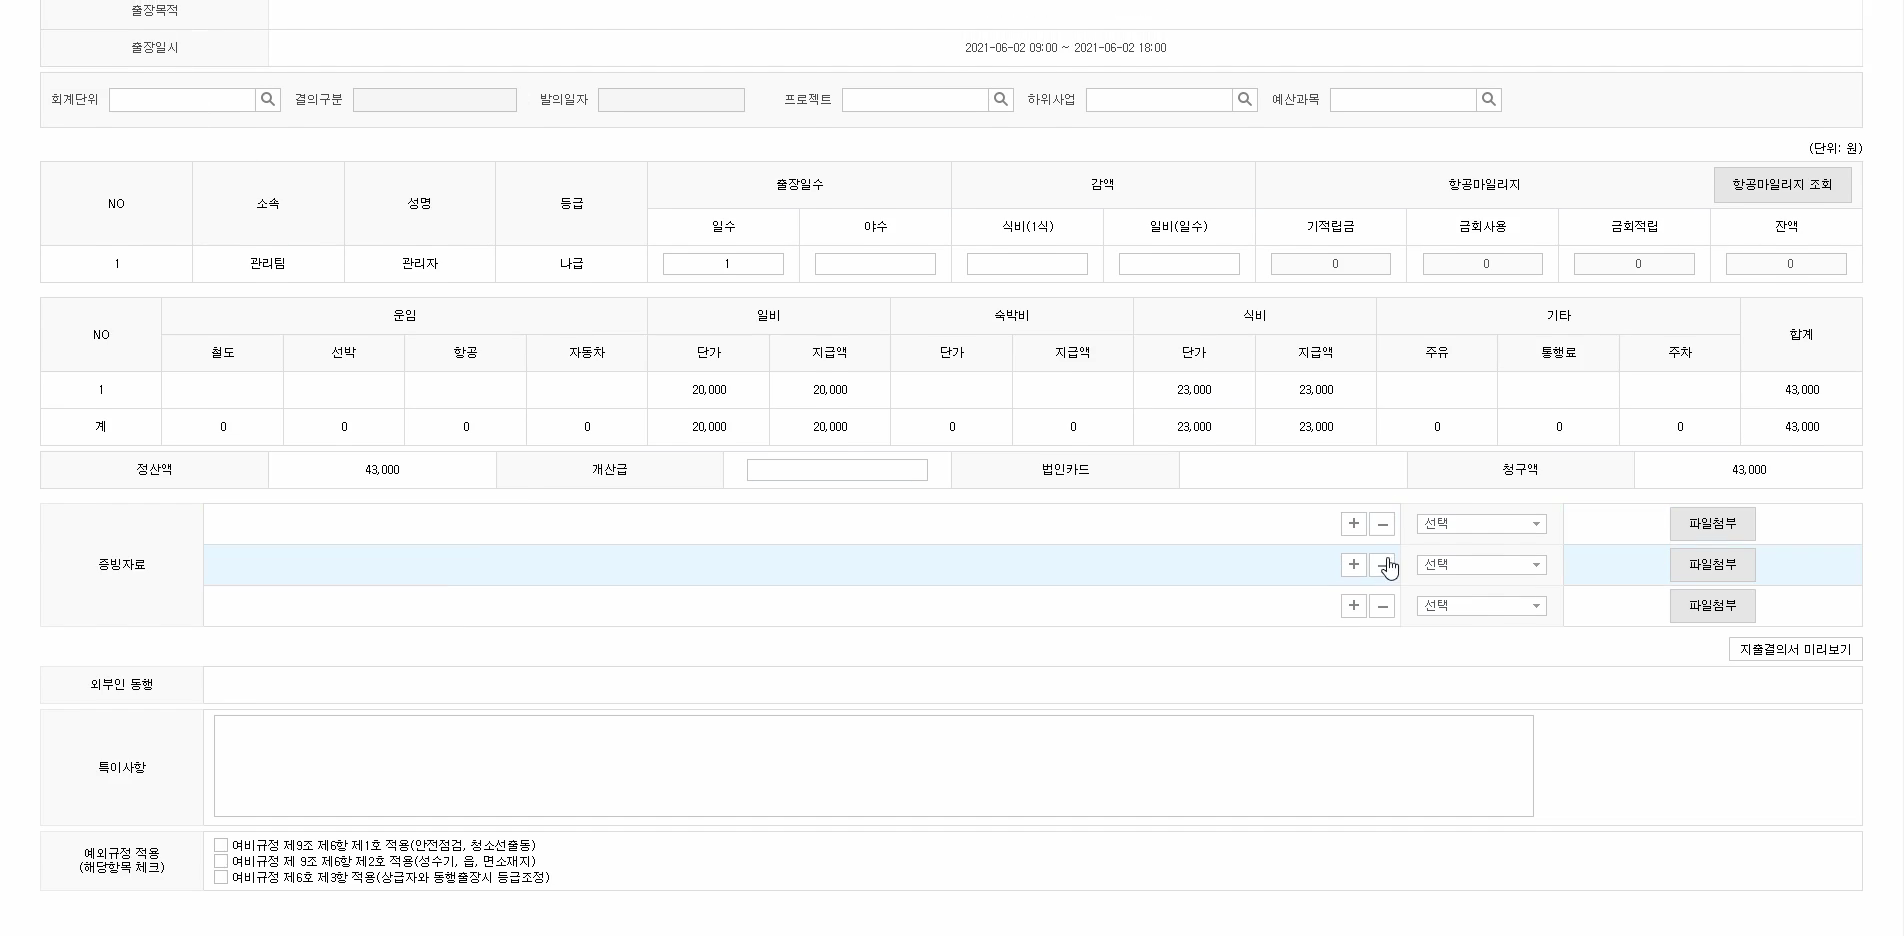 출장목적
출장일시 2021-06-02 09:00 ~ 2021-06-02 18:00
회계단위 결의구분 발의일자 프로젝트 하위사업 예산과목
(단위: 원)
NO 소속 성명 등급 출장일수 감액 항공마일리지 항공마일리지 조회
일수 야수 식비(1식) 일비(일수) 기적립금 금회사용 금회적립 잔액
1 관리팀 관리자 나급 1 0 0 0 0
NO 운임 일비 숙박비 식비 기타 합계
철도 선박 항공 자동차 단가 지급액 단가 지급액 단가 지급액 주유 통행료 주차
1 20,000 20,000 23,000 23,000 43,000
계 0 0 0 0 20,000 20,000 0 0 23,000 23,000 0 0 0 43,000
정산액 43,000 개산급 법인카드 청구액 43,000
증빙자료 + - 선택 파일첨부
+ - 선택 파일첨부
+ - 선택 파일첨부
지출결의서 미리보기
외부인 동행
특이사항
예외규정 적용
(해당항목 체크)
여비규정 제9조 제6항 제1호 적용(안전점검, 청소선출동)
여비규정 제 9조 제6항 제2호 적용(성수기, 읍, 면소재지)
여비규정 제6호 제3항 적용(상급자와 동행출장시 등급조정)